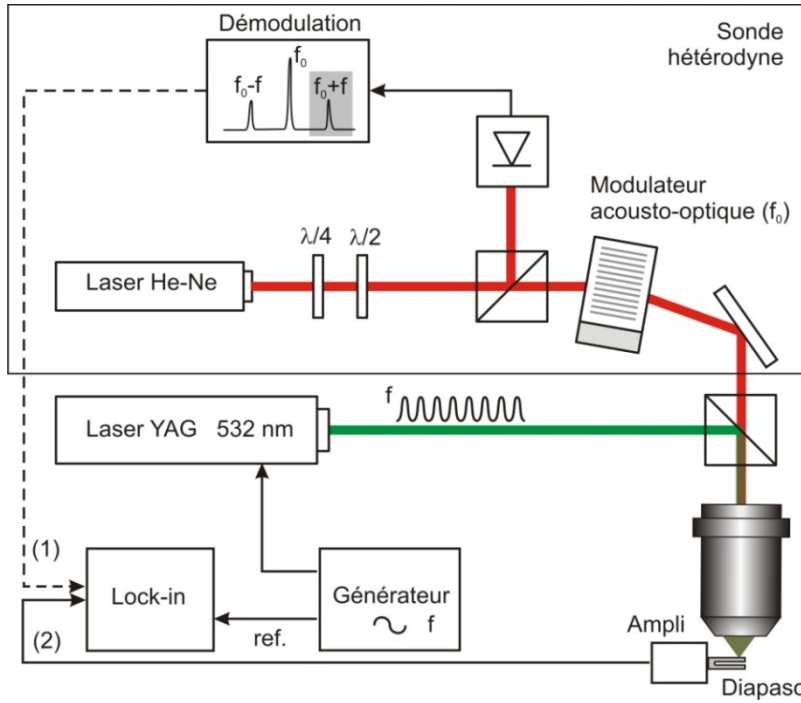 Démodulation
Sonde
hétérodyne
f₀
f₀-f
f₀+f
Modulateur
acousto-optique (f₀)
λ/4
λ/2
Laser He-Ne
f
Laser YAG 532 nm
(1)
Lock-in
Générateur
f
ref.
(2)
Ampli
Diapaso